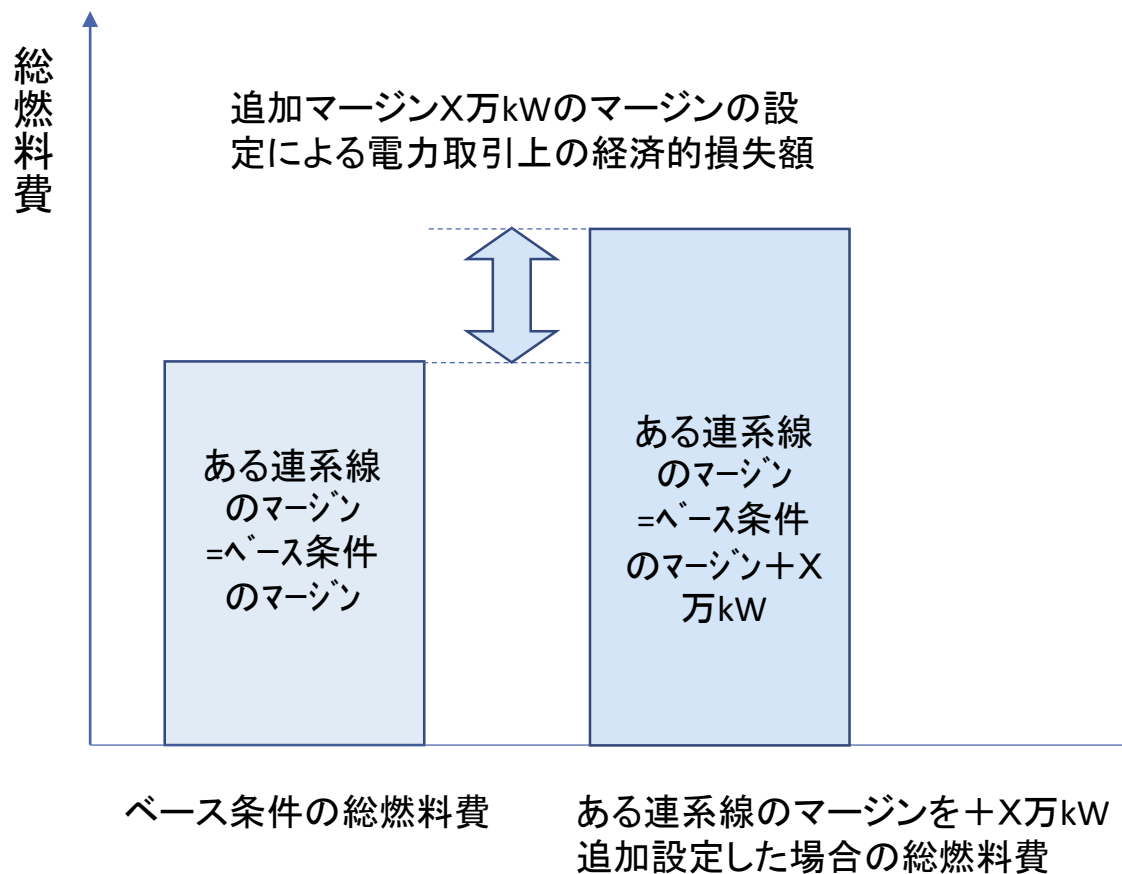 総燃料費
追加マージンX万kWのマージンの設
定による電力取引上の経済的損失額
ある連系線
のﾏｰｼﾞﾝ
=ﾍﾞｰｽ条件
のﾏｰｼﾞﾝ
ある連系線
のﾏｰｼﾞﾝ
=ﾍﾞｰｽ条件
のﾏｰｼﾞﾝ＋X
万kW
ベース条件の総燃料費
ある連系線のマージンを＋X万kW
追加設定した場合の総燃料費